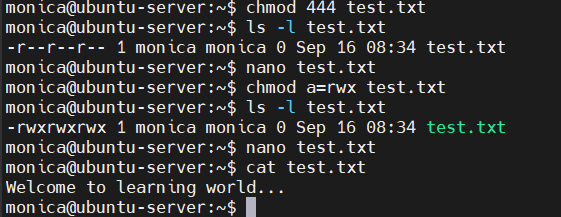 monica@ubuntu-server:~$ chmod 444 test.txt
monica@ubuntu-server:~$ ls -l test.txt
-r--r--r-- 1 monica monica 0 Sep 16 08:34 test.txt
monica@ubuntu-server:~$ nano test.txt
monica@ubuntu-server:~$ chmod a=rwx test.txt
monica@ubuntu-server:~$ ls -l test.txt
-rwxrwxrwx 1 monica monica 0 Sep 16 08:34 test.txt
monica@ubuntu-server:~$ nano test.txt
monica@ubuntu-server:~$ cat test.txt
Welcome to learning world...
monica@ubuntu-server:~$